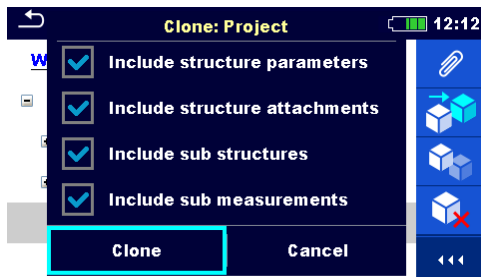 Clone: Project
12:12
W
Include structure parameters
Include structure attachments
Include sub structures
Include sub measurements
Clone
Cancel